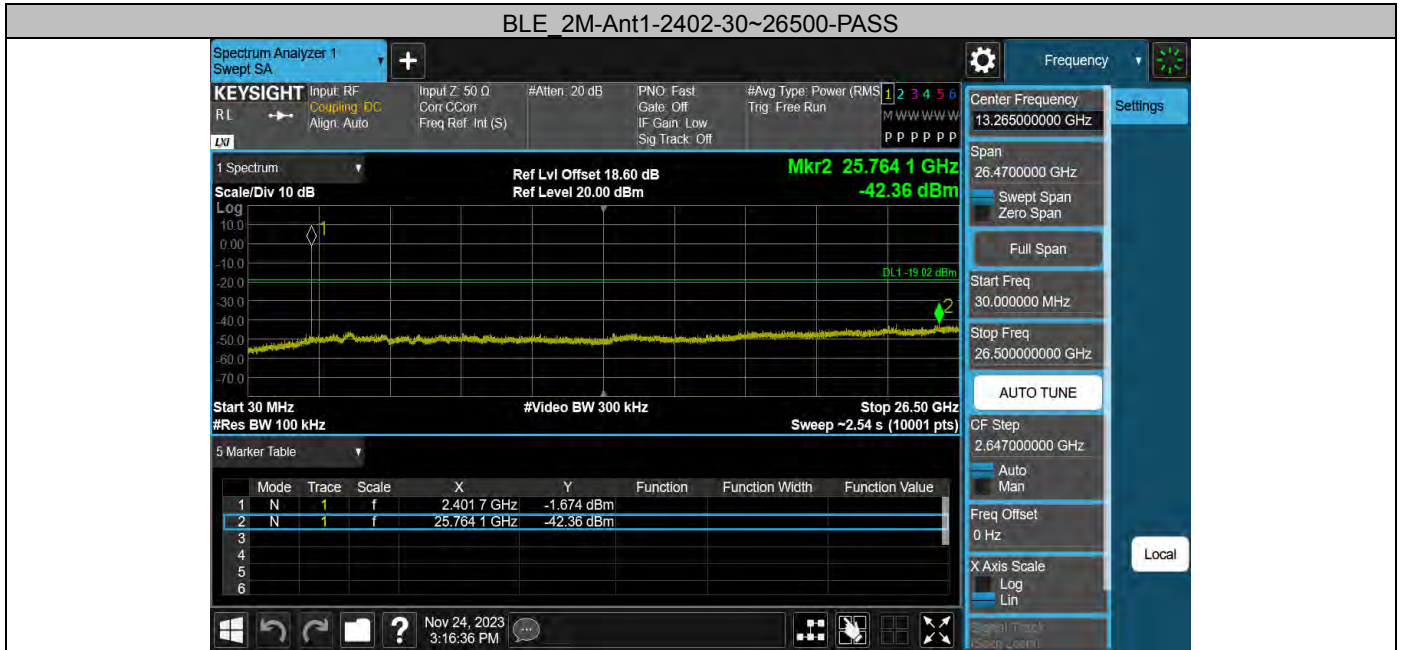 BLE_2M-Ant1-2402-30~26500-PASS
Spectrum Analyzer 1
Swept SA
Frequency
KEYSIGHT
RL
LXI
Input: RF
Coupling: DC
Align: Auto
Input Z: 50 Ω
Corr CCorr
Freq Ref: Int (S)
#Atten: 20 dB
PNO: Fast
Gate: Off
IF Gain: Low
Sig Track: Off
#Avg Type: Power (RMS
Trig: Free Run
1 2 3 4 5 6
M W W W W W
P P P P P P
Center Frequency
13.265000000 GHz
Settings
1 Spectrum
Scale/Div 10 dB
Ref Lvl Offset 18.60 dB
Ref Level 20.00 dBm
Mkr2 25.764 1 GHz
-42.36 dBm
Span
26.4700000 GHz
Swept Span
Zero Span
Full Span
Log
10.0
0.00
-10.0
-20.0
-30.0
-40.0
-50.0
-60.0
-70.0
1
DL1 -19.02 dBm
2
Start Freq
30.000000 MHz
Stop Freq
26.500000000 GHz
AUTO TUNE
Start 30 MHz
#Video BW 300 kHz
Stop 26.50 GHz
#Res BW 100 kHz
Sweep ~2.54 s (10001 pts)
CF Step
2.647000000 GHz
Auto
Man
5 Marker Table
Mode Trace Scale X Y Function Function Width Function Value
1 N 1 f 2.401 7 GHz -1.674 dBm
2 N 1 f 25.764 1 GHz -42.36 dBm
3
4
5
6
Freq Offset
0 Hz
X Axis Scale
Log
Lin
Local
Signal Track
(Span Zoom)
?
Nov 24, 2023
3:16:36 PM